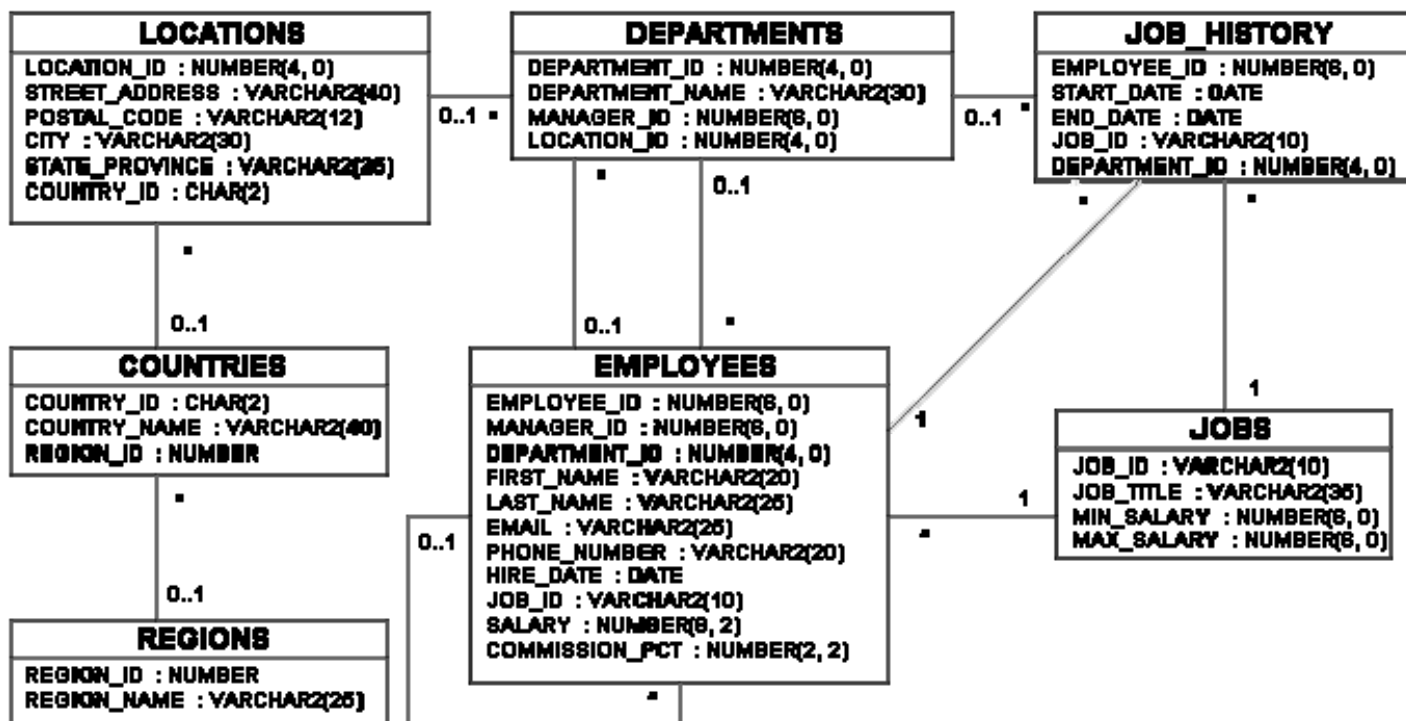 LOCATIONS
LOCATION_ID : NUMBER(4, 0)
STREET_ADDRESS : VARCHAR2(40)
POSTAL_CODE : VARCHAR2(12)
CITY : VARCHAR2(30)
STATE_PROVINCE : VARCHAR2(25)
COUNTRY_ID : CHAR(2)
0..1
*
DEPARTMENTS
DEPARTMENT_ID : NUMBER(4, 0)
DEPARTMENT_NAME : VARCHAR2(30)
MANAGER_ID : NUMBER(6, 0)
LOCATION_ID : NUMBER(4, 0)
0..1
*
JOB_HISTORY
EMPLOYEE_ID : NUMBER(6, 0)
START_DATE : DATE
END_DATE : DATE
JOB_ID : VARCHAR2(10)
DEPARTMENT_ID : NUMBER(4, 0)
*
0..1
*
0..1
*
0..1
*
*
1
*
1
COUNTRIES
COUNTRY_ID : CHAR(2)
COUNTRY_NAME : VARCHAR2(40)
REGION_ID : NUMBER
*
0..1
EMPLOYEES
EMPLOYEE_ID : NUMBER(6, 0)
MANAGER_ID : NUMBER(6, 0)
DEPARTMENT_ID : NUMBER(4, 0)
FIRST_NAME : VARCHAR2(20)
LAST_NAME : VARCHAR2(25)
EMAIL : VARCHAR2(25)
PHONE_NUMBER : VARCHAR2(20)
HIRE_DATE : DATE
JOB_ID : VARCHAR2(10)
SALARY : NUMBER(8, 2)
COMMISSION_PCT : NUMBER(2, 2)
0..1
*
1
*
JOBS
JOB_ID : VARCHAR2(10)
JOB_TITLE : VARCHAR2(35)
MIN_SALARY : NUMBER(6, 0)
MAX_SALARY : NUMBER(6, 0)
REGIONS
REGION_ID : NUMBER
REGION_NAME : VARCHAR2(25)